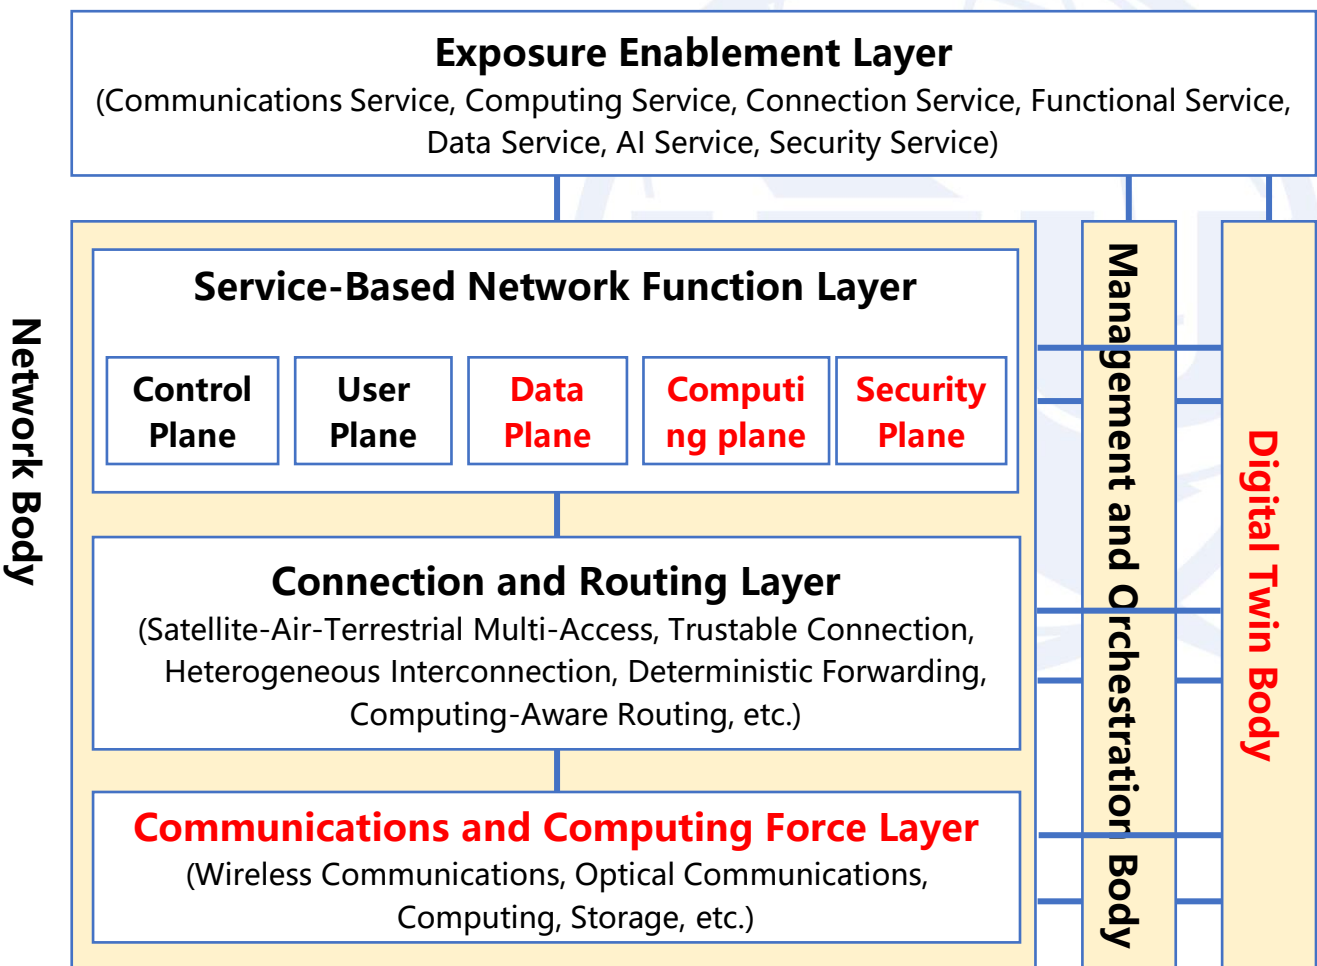 Exposure Enablement Layer
(Communications Service, Computing Service, Connection Service, Functional Service,
Data Service, AI Service, Security Service)
Network Body
Service-Based Network Function Layer
Control
Plane
User
Plane
Data
Plane
Computi
ng plane
Security
Plane
Connection and Routing Layer
(Satellite-Air-Terrestrial Multi-Access, Trustable Connection,
Heterogeneous Interconnection, Deterministic Forwarding,
Computing-Aware Routing, etc.)
Communications and Computing Force Layer
(Wireless Communications, Optical Communications,
Computing, Storage, etc.)
Management and Orchestration Body
Digital Twin Body